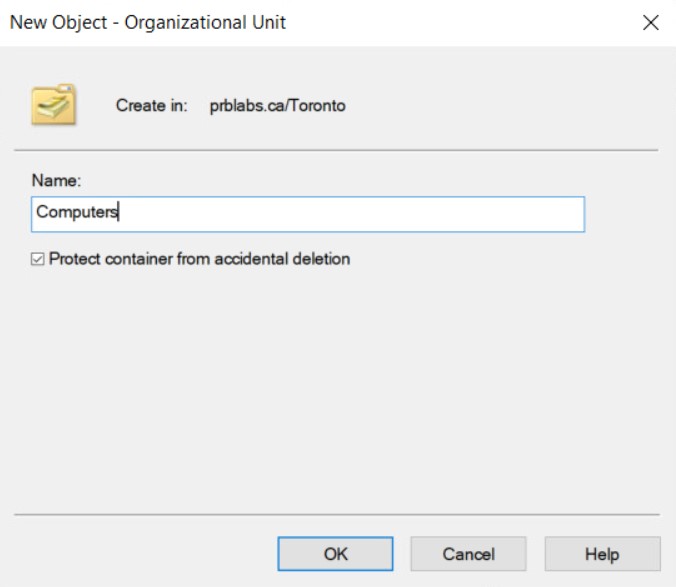 New Object - Organizational Unit
Create in: prblabs.ca/Toronto
Name:
Computers
Protect container from accidental deletion
OK Cancel Help